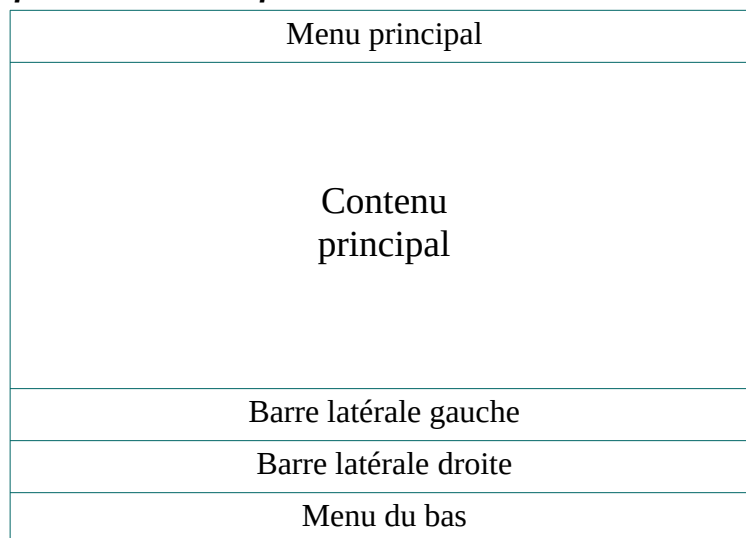 Menu principal
Contenu
principal
Barre latérale gauche
Barre latérale droite
Menu du bas